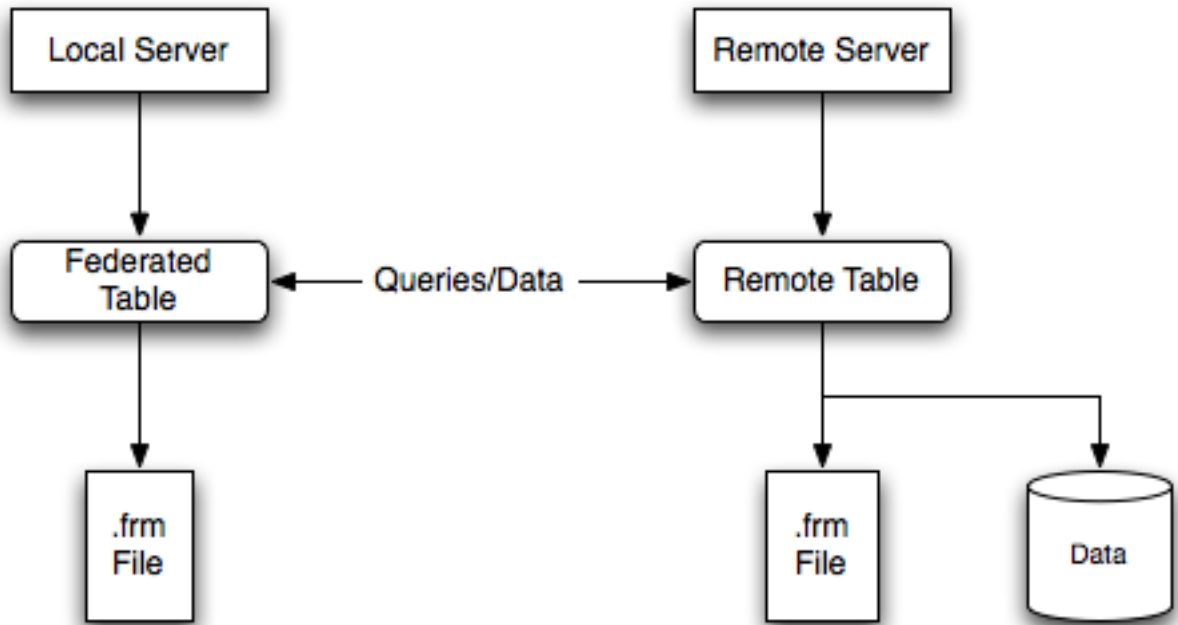 Local Server
Remote Server
Federated
Table
Queries/Data
Remote Table
.frm
File
.frm
File
Data